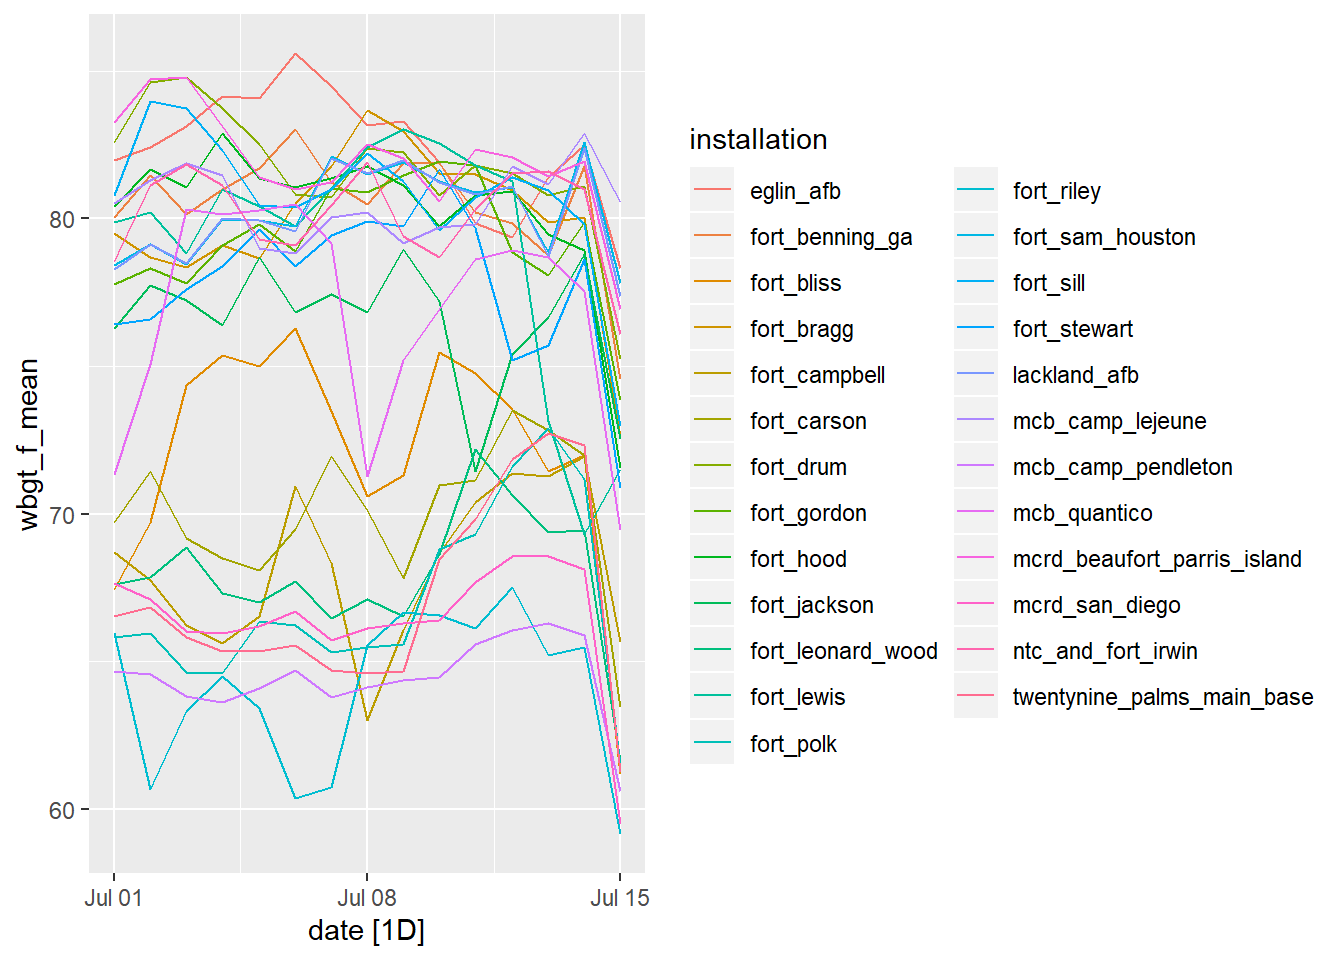 80
70
60
wbgt_f_mean
Jul 01
Jul 08
Jul 15
date [1D]
installation
eglin_afb
fort_benning_ga
fort_bliss
fort_bragg
fort_campbell
fort_carson
fort_drum
fort_gordon
fort_hood
fort_jackson
fort_leonard_wood
fort_lewis
fort_polk
fort_riley
fort_sam_houston
fort_sill
fort_stewart
lackland_afb
mcb_camp_lejeune
mcb_camp_pendleton
mcb_quantico
mcrd_beaufort_parris_island
mcrd_san_diego
ntc_and_fort_irwin
twentynine_palms_main_base